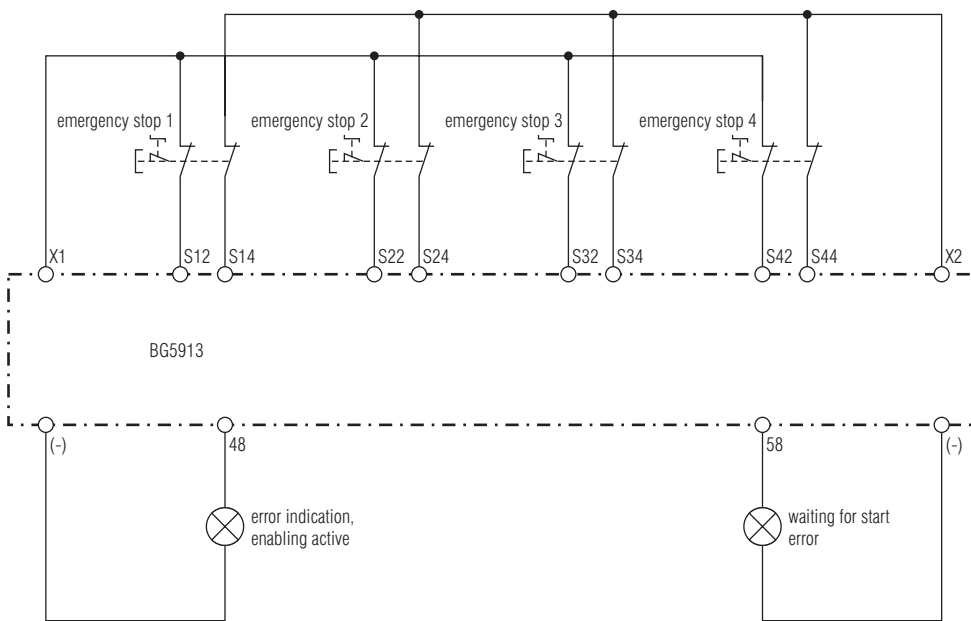 emergency stop 1
emergency stop 2
emergency stop 3
emergency stop 4
X1
S12
S14
S22
S24
S32
S34
S42
S44
X2
BG5913
(-)
48
58
(-)
error indication,
enabling active
waiting for start
error